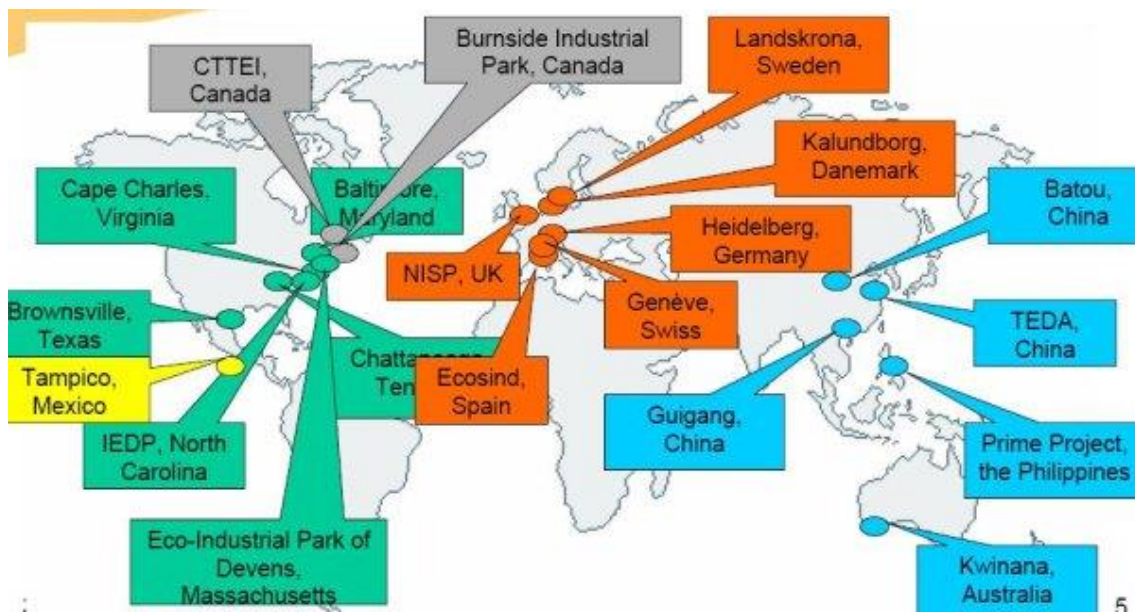 CTTEI,
Canada
Burnside Industrial
Park, Canada
Landskrona,
Sweden
Kalundborg,
Danemark
Cape Charles,
Virginia
Baltimore,
Maryland
Batou,
China
Heidelberg,
Germany
NISP, UK
Genève,
Swiss
Brownsville,
Texas
TEDA,
China
Tampico,
Mexico
Ecosind,
Spain
Guigang,
China
IEDP, North
Carolina
Prime Project,
the Philippines
Eco-Industrial Park of
Devens,
Massachusetts
Kwinana,
Australia
5